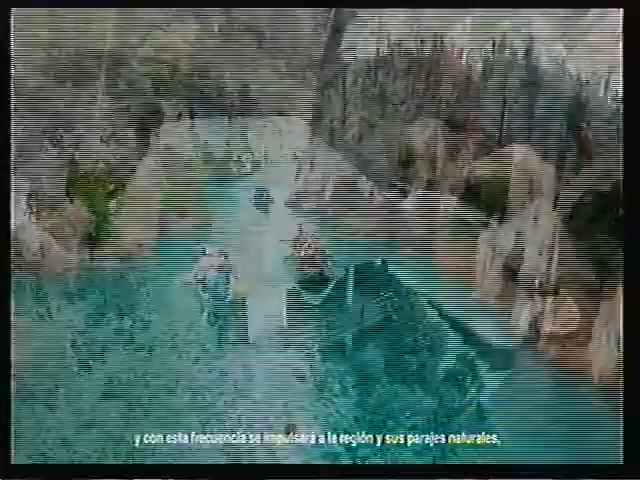 y con esta frecuencia se impulsará a la región y sus parajes naturales.